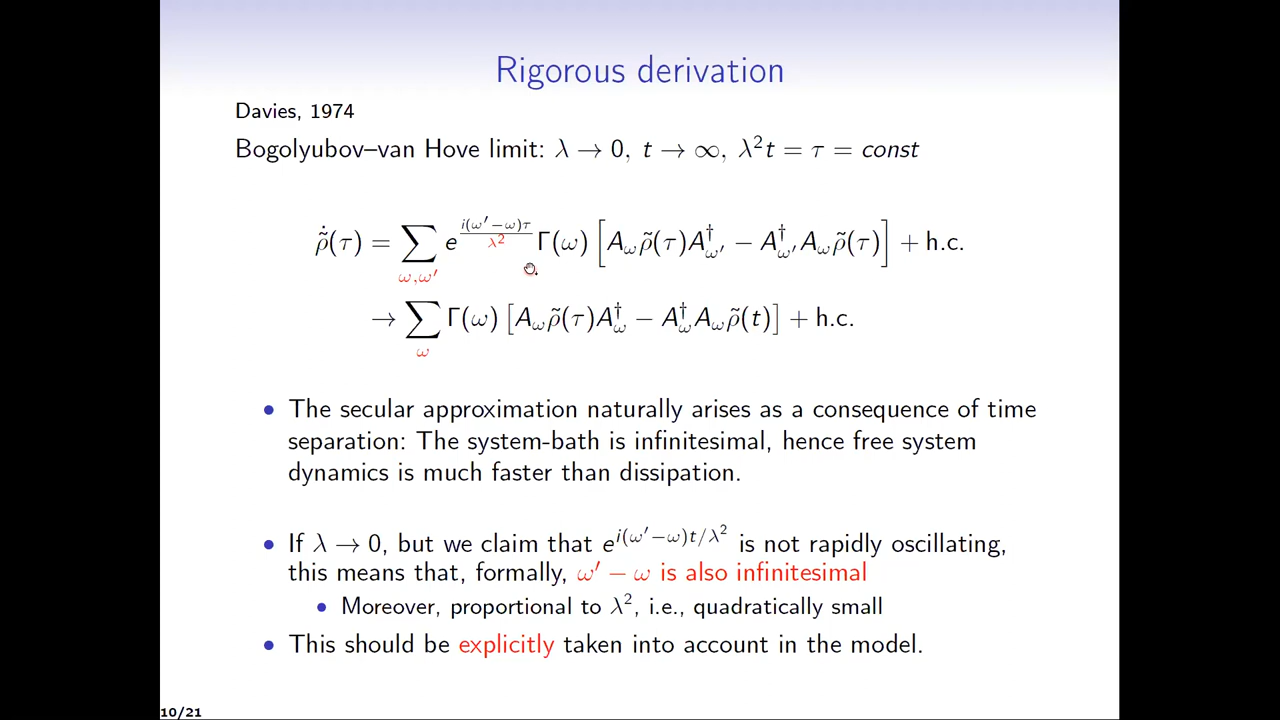 Rigorous derivation
Davies, 1974
Bogolyubov–van Hove limit: λ → 0, t → ∞, λ²t = τ = const
ρ̃̇(τ) = ∑_{ω,ω′} e^{i(ω′−ω)τ/λ²} Γ(ω) [A_ω ρ̃(τ)A†_{ω′} − A†_{ω′} A_ω ρ̃(τ)] + h.c.
→ ∑_ω Γ(ω) [A_ω ρ̃(τ)A†_ω − A†_ω A_ω ρ̃(t)] + h.c.
• The secular approximation naturally arises as a consequence of time
separation: The system-bath is infinitesimal, hence free system
dynamics is much faster than dissipation.
• If λ → 0, but we claim that e^{i(ω′−ω)t/λ²} is not rapidly oscillating,
this means that, formally, ω′ − ω is also infinitesimal
• Moreover, proportional to λ², i.e., quadratically small
• This should be explicitly taken into account in the model.
10/21